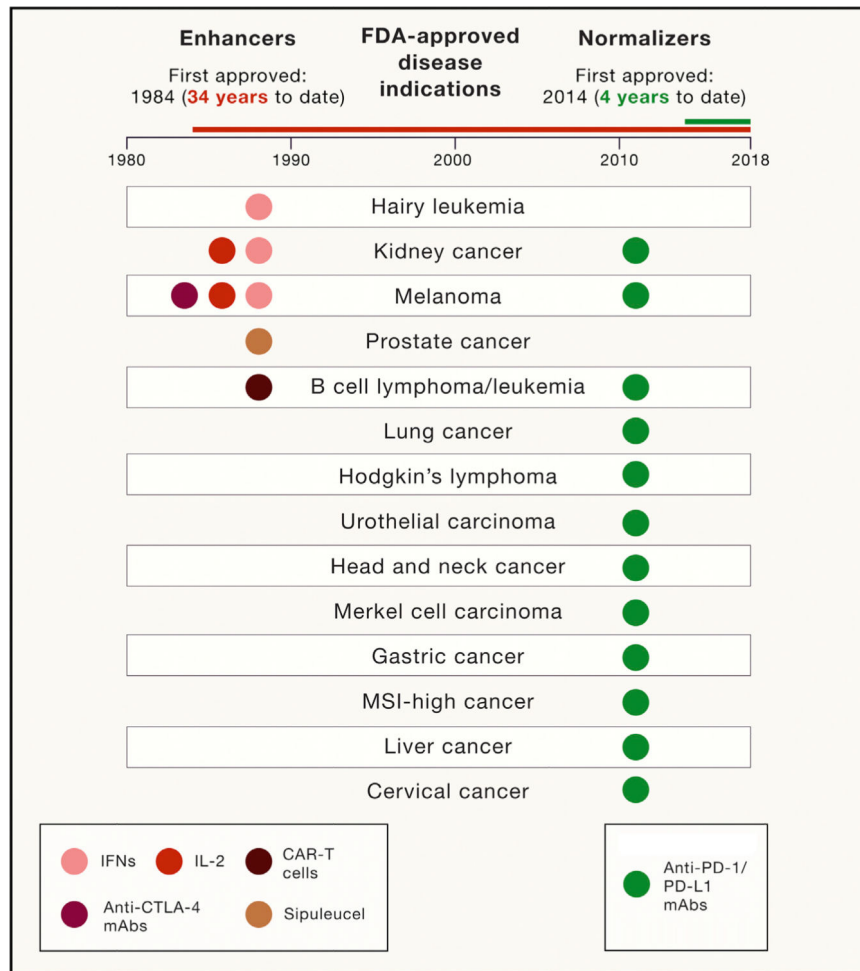 Enhancers
First approved:
1984 (34 years to date)
FDA-approved
disease
indications
Normalizers
First approved:
2014 (4 years to date)
1980
1990
2000
2010
2018
Hairy leukemia
Kidney cancer
Melanoma
Prostate cancer
B cell lymphoma/leukemia
Lung cancer
Hodgkin's lymphoma
Urothelial carcinoma
Head and neck cancer
Merkel cell carcinoma
Gastric cancer
MSI-high cancer
Liver cancer
Cervical cancer
IFNs
IL-2
CAR-T
cells
Anti-CTLA-4
mAbs
Sipuleucel
Anti-PD-1/
PD-L1
mAbs